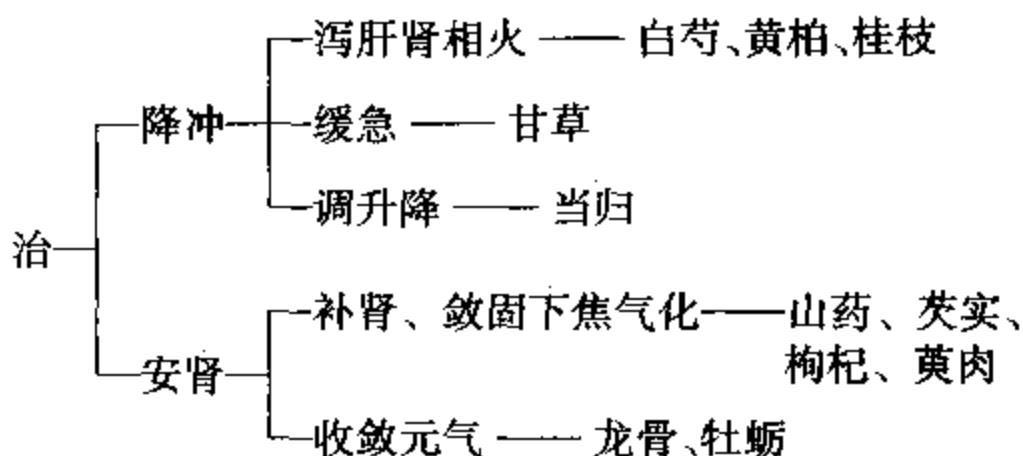 泻肝肾相火 白芍、黄柏、桂枝
降冲
缓急 甘草
调升降 当归
治
补肾、敛固下焦气化 山药、芡实、
枸杞、萸肉
安肾
收敛元气 龙骨、牡蛎